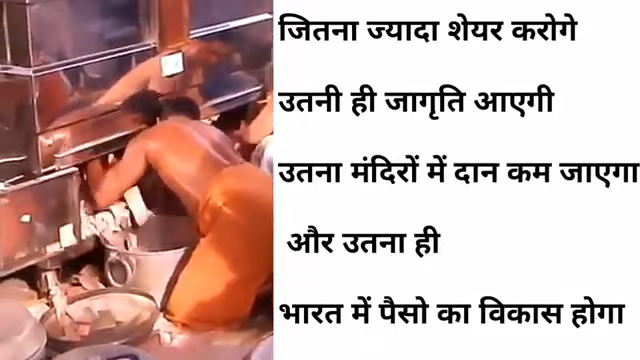 जितना ज्यादा शेयर करोगे
उतनी ही जागृति आएगी
उतना मंदिरों में दान कम जाएगा
और उतना ही
भारत में पैसो का विकास होगा